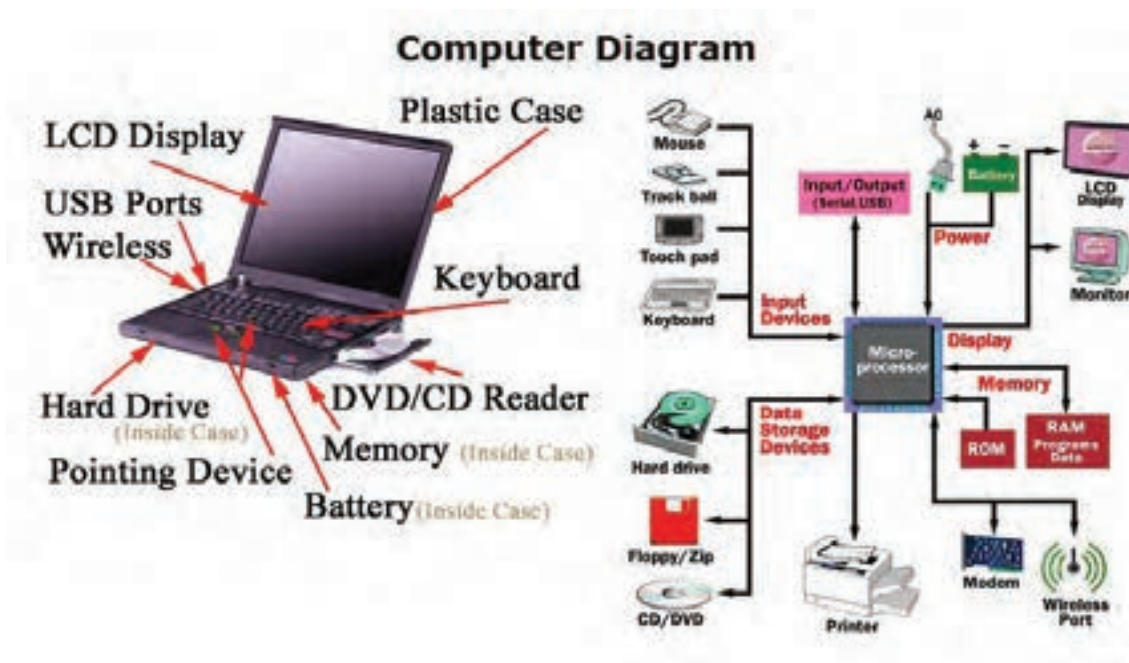 Computer Diagram
LCD Display
Plastic Case
USB Ports
Wireless
Keyboard
Hard Drive
(Inside Case)
Pointing Device
DVD/CD Reader
Memory (Inside Case)
Battery (Inside Case)
Mouse
Track ball
Touch pad
Keyboard
Input
Devices
Input/Output
(Serial, USB)
AC
+ -
Battery
Power
LCD
Display
Monitor
Display
Micro-
processor
Memory
ROM
RAM
Programs
Data
Data
Storage
Devices
Hard drive
Floppy/Zip
CD/DVD
Printer
Modem
Wireless
Port